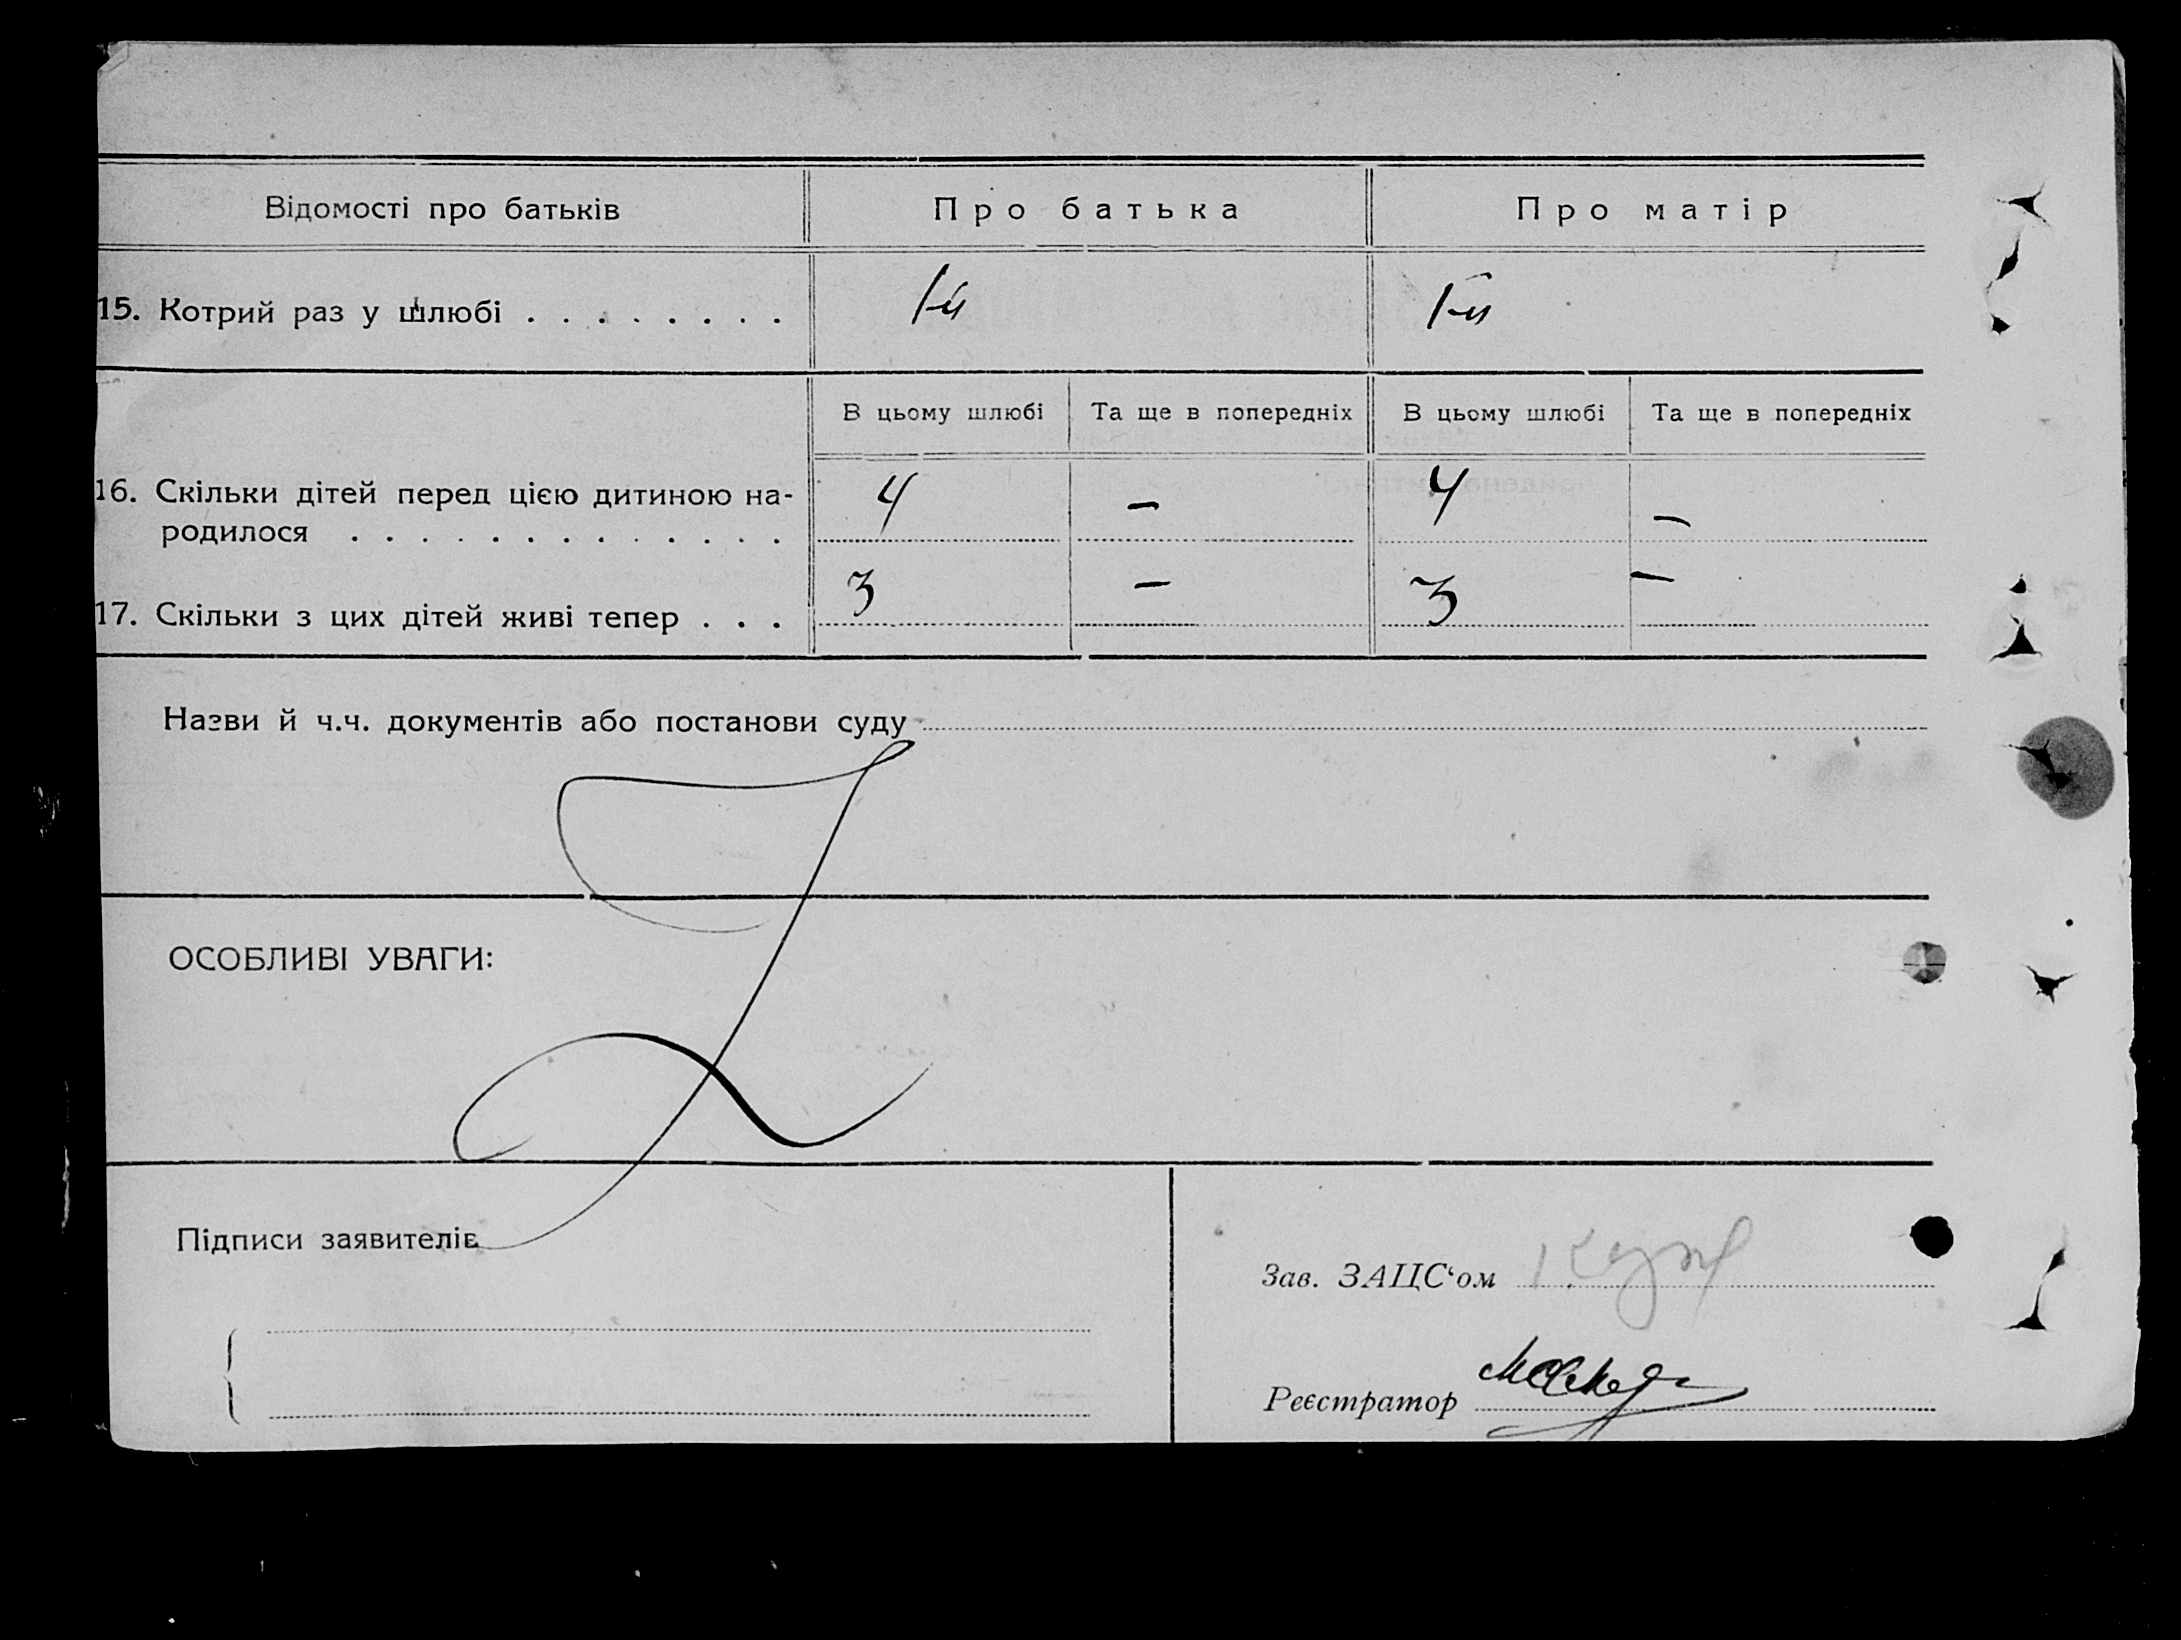 Відомості про батьків Про батька Про матір
15. Котрий раз у шлюбі . . . . . . . . 1-й 1-й
В цьому шлюбі Та ще в попередніх В цьому шлюбі Та ще в попередніх
16. Скільки дітей перед цією дитиною на-
родилося . . . . . . . . . . . . . 4 – 4 –
17. Скільки з цих дітей живі тепер . . . 3 – 3 –
Назви й ч.ч. документів або постанови суду
ОСОБЛИВІ УВАГИ:
Підписи заявителів
Зав. ЗАЦС‘ом
Реєстратор